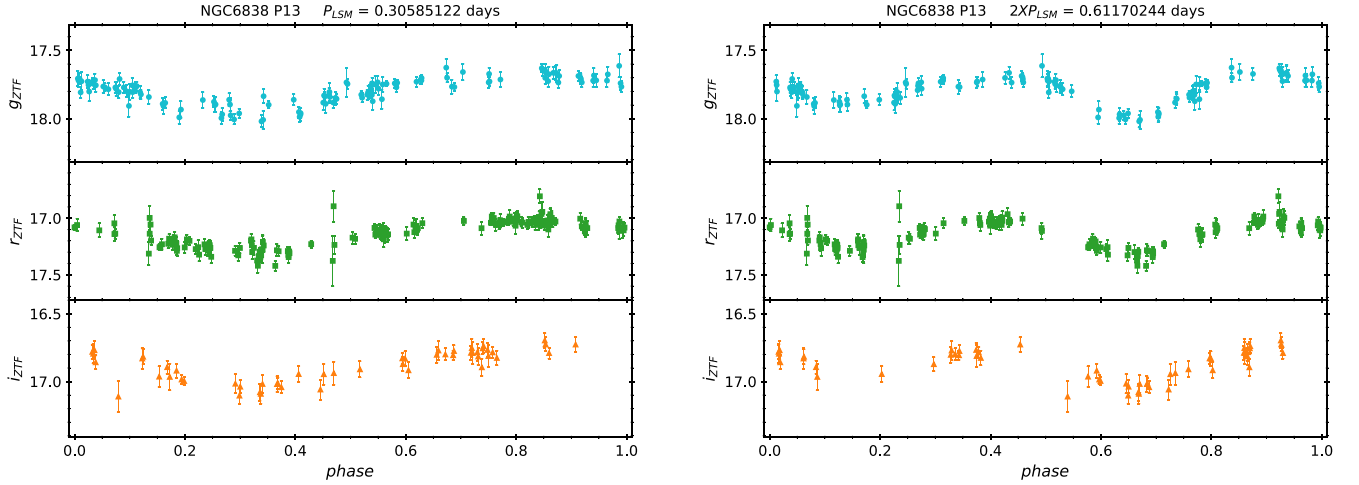 NGC6838 P13 P_LSM = 0.30585122 days
g_ZTF
17.5
18.0
r_ZTF
17.0
17.5
i_ZTF
16.5
17.0
0.0 0.2 0.4 0.6 0.8 1.0
phase
NGC6838 P13 2XP_LSM = 0.61170244 days
g_ZTF
17.5
18.0
r_ZTF
17.0
17.5
i_ZTF
16.5
17.0
0.0 0.2 0.4 0.6 0.8 1.0
phase